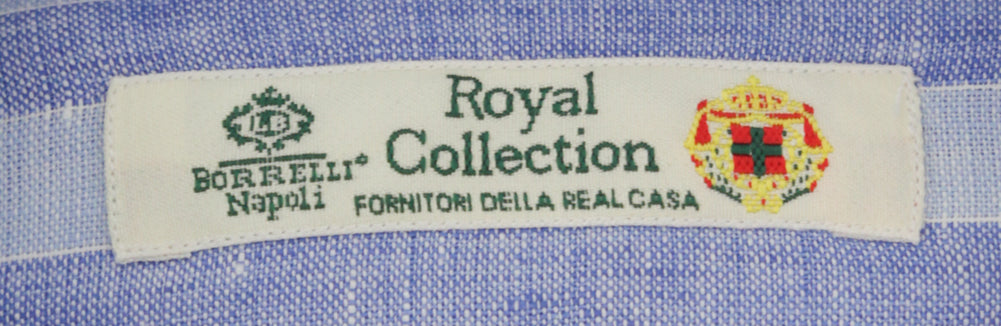 LB
BORRELLI
Napoli
Royal
Collection
FORNITORI DELLA REAL CASA